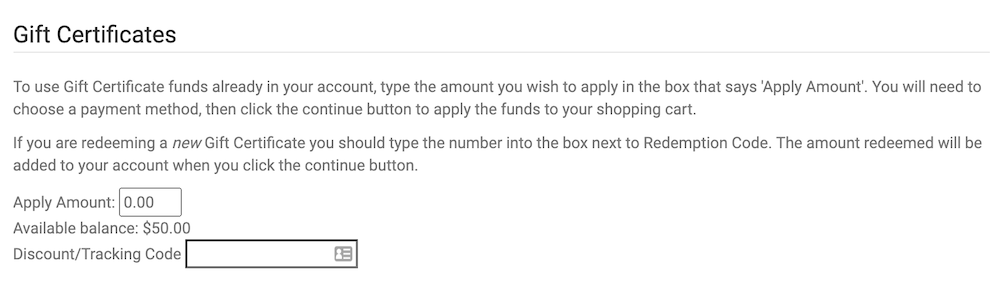 Gift Certificates
To use Gift Certificate funds already in your account, type the amount you wish to apply in the box that says 'Apply Amount'. You will need to
choose a payment method, then click the continue button to apply the funds to your shopping cart.
If you are redeeming a new Gift Certificate you should type the number into the box next to Redemption Code. The amount redeemed will be
added to your account when you click the continue button.
Apply Amount: 0.00
Available balance: $50.00
Discount/Tracking Code